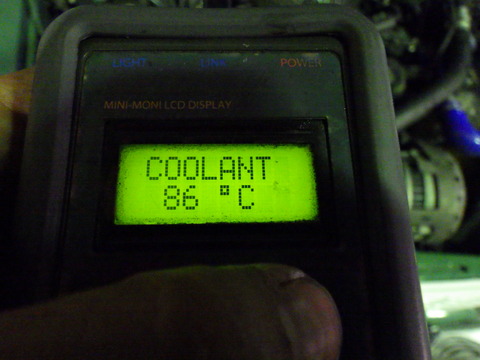 LIGHT LINK POWER
MINI-MONI LCD DISPLAY
COOLANT
86 °C